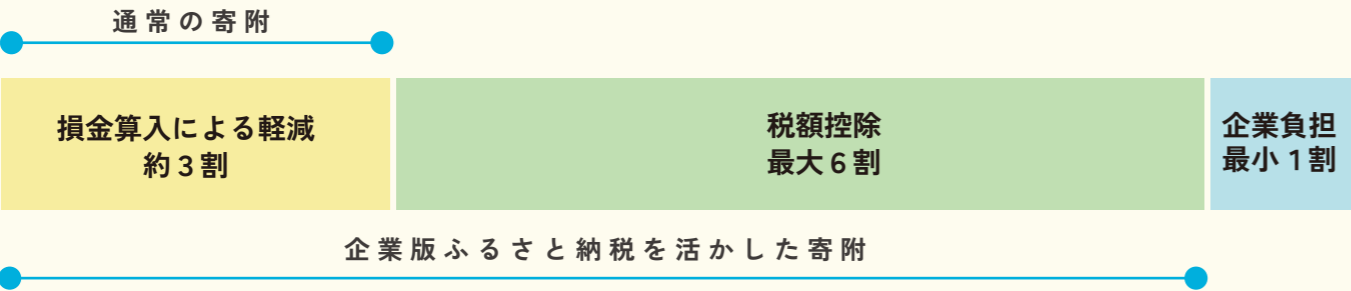 通常の寄附
損金算入による軽減
約3割
税額控除
最大6割
企業負担
最小1割
企業版ふるさと納税を活かした寄附